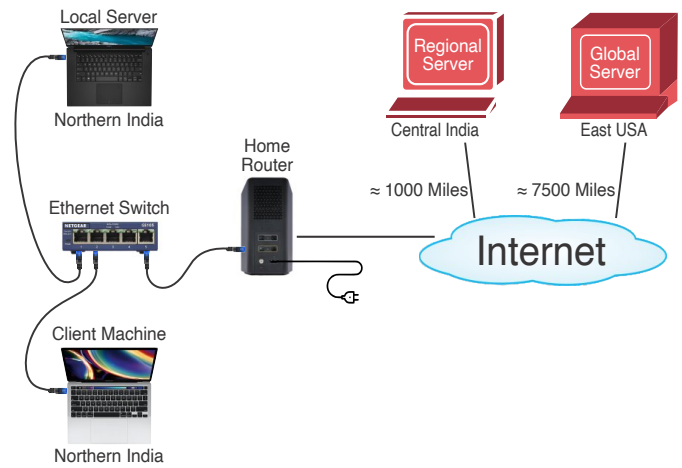 Local Server
Northern India
Regional
Server
Central India
Global
Server
East USA
Home
Router
≈ 1000 Miles
≈ 7500 Miles
Ethernet Switch
NETGEAR
Internet
Client Machine
Northern India